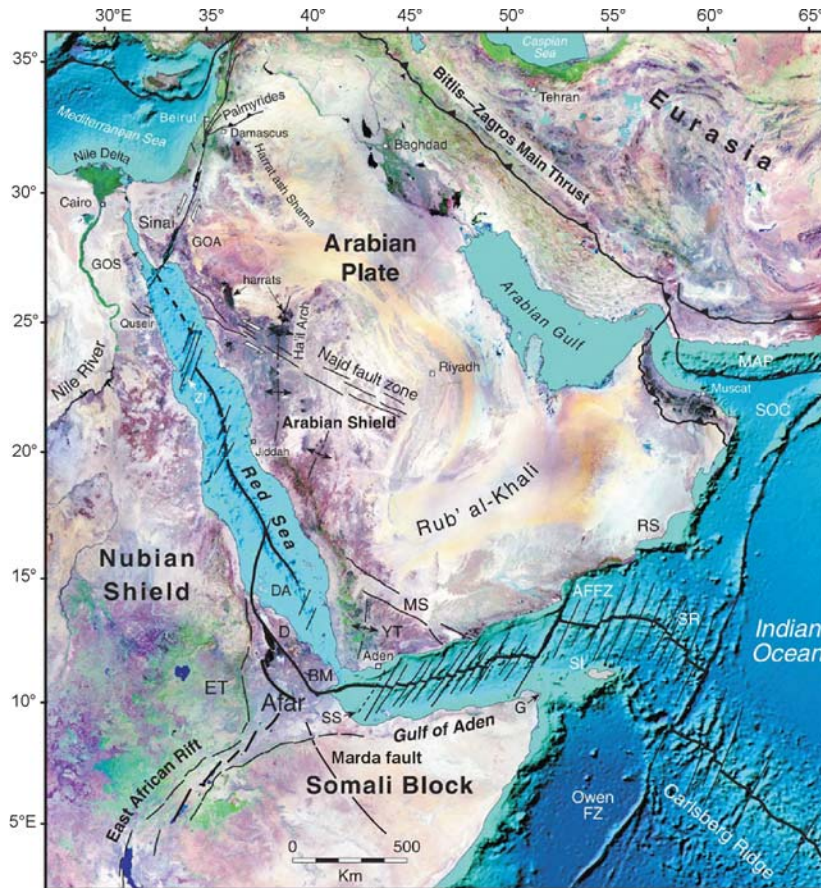 30° 35° 40° 45° 50° 55° 60° 65°
35°
30°
25°
20°
15°
10°
5°E
Caspian
Sea
Tehran
Eurasia
Bitlis—Zagros Main Thrust
Mediterranean Sea
Beirut
Palmyrides
Damascus
Baghdad
Nile Delta
Harrat ash Shama
Cairo
Sinai
GOA
GOS
Arabian
Plate
harrats
Ha'il Arch
Arabian Gulf
Quseir
Najd fault zone
Riyadh
MAP
Nile River
ZI
Muscat
SOC
Arabian Shield
Jiddah
Red Sea
Rub' al-Khali
RS
Nubian
Shield
DA
MS
AFFZ
SR
D
YT
Indian
Ocean
Aden
ET
BM
SI
Afar
SS
G
Gulf of Aden
East African Rift
Marda fault
Somali Block
Owen
FZ
Carlsberg Ridge
0 500
Km